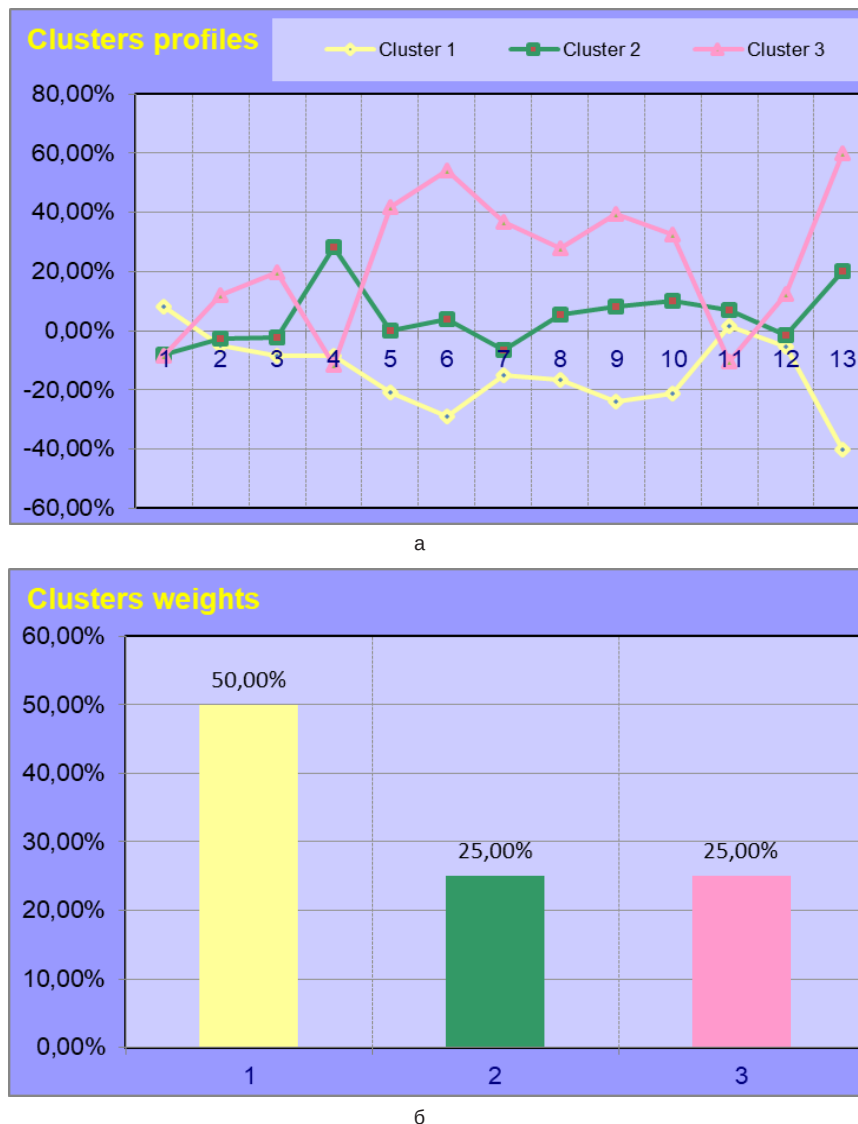 Clusters profiles
Cluster 1 Cluster 2 Cluster 3
80,00%
60,00%
40,00%
20,00%
0,00%
-20,00%
-40,00%
-60,00%
1 2 3 4 5 6 7 8 9 10 11 12 13
а
Clusters weights
60,00%
50,00%
40,00%
30,00%
20,00%
10,00%
0,00%
50,00% 25,00% 25,00%
1 2 3
б